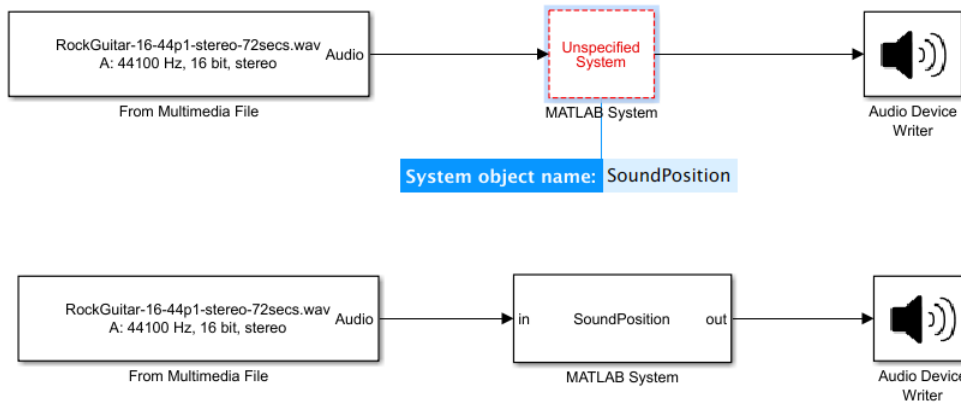 RockGuitar-16-44p1-stereo-72secs.wav
A: 44100 Hz, 16 bit, stereo
Audio
From Multimedia File
Unspecified
System
MATLAB System
Audio Device
Writer
System object name: SoundPosition
RockGuitar-16-44p1-stereo-72secs.wav
A: 44100 Hz, 16 bit, stereo
Audio
From Multimedia File
in SoundPosition out
MATLAB System
Audio Device
Writer